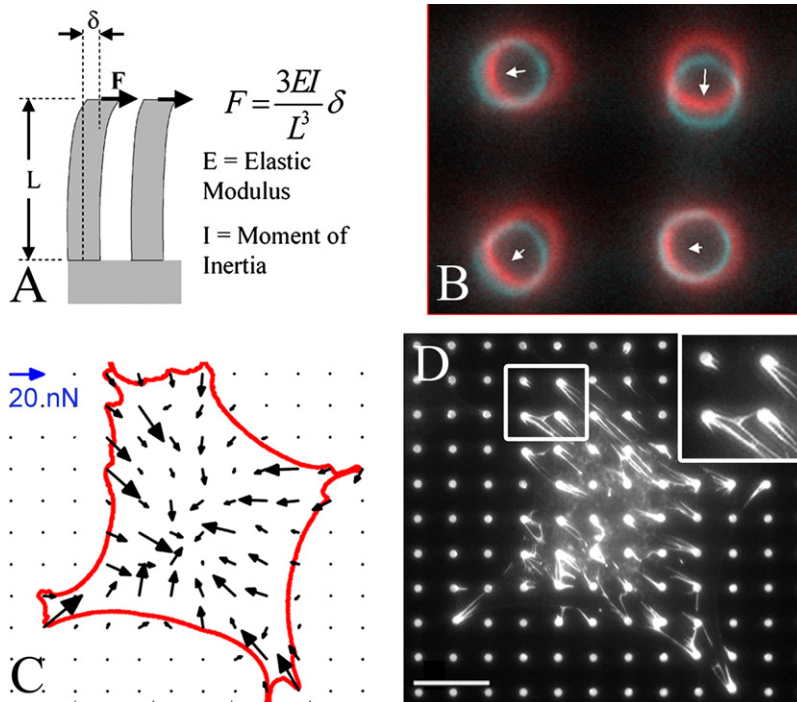 δ
F
F = 3EI/L³ δ
L
E = Elastic
Modulus
I = Moment of
Inertia
A
B
20.nN
C
D